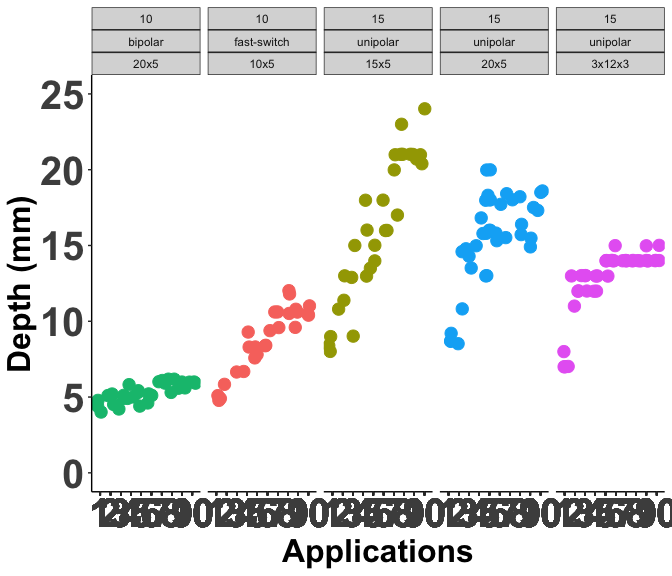 10 10 15 15 15
bipolar fast-switch unipolar unipolar unipolar
20x5 10x5 15x5 20x5 3x12x3
25
20
15
10
5
0
Depth (mm)
Applications